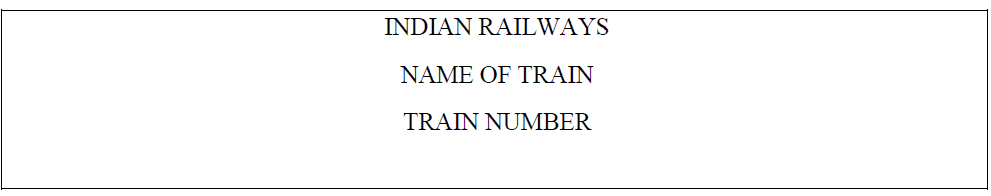 INDIAN RAILWAYS
NAME OF TRAIN
TRAIN NUMBER